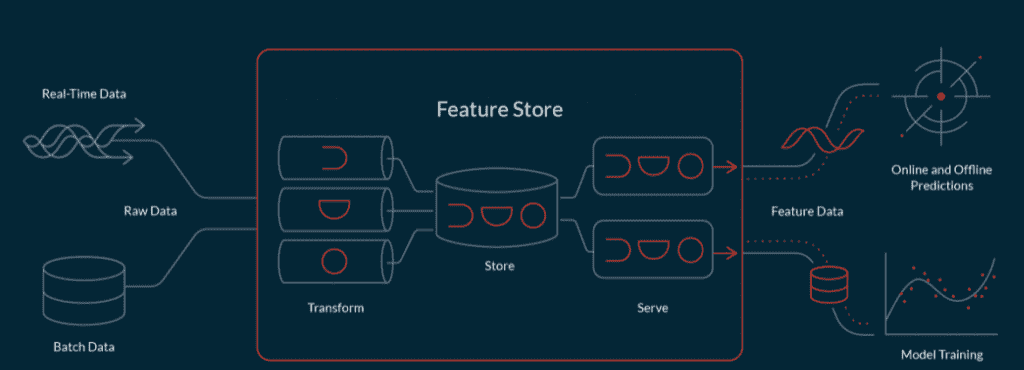 Feature Store
Real-Time Data
Raw Data
Batch Data
Transform
Store
Serve
Feature Data
Online and Offline
Predictions
Model Training